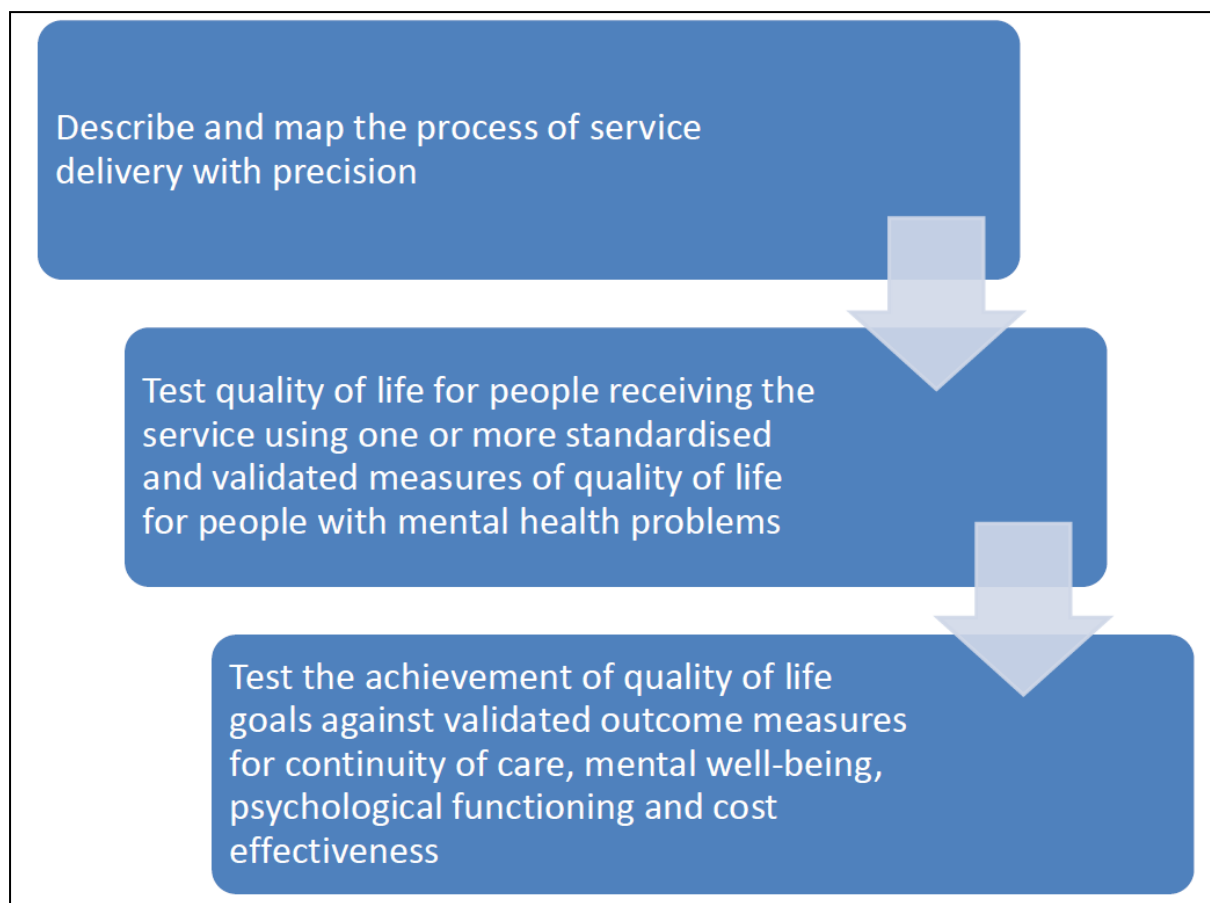 Describe and map the process of service
delivery with precision
Test quality of life for people receiving the
service using one or more standardised
and validated measures of quality of life
for people with mental health problems
Test the achievement of quality of life
goals against validated outcome measures
for continuity of care, mental well-being,
psychological functioning and cost
effectiveness